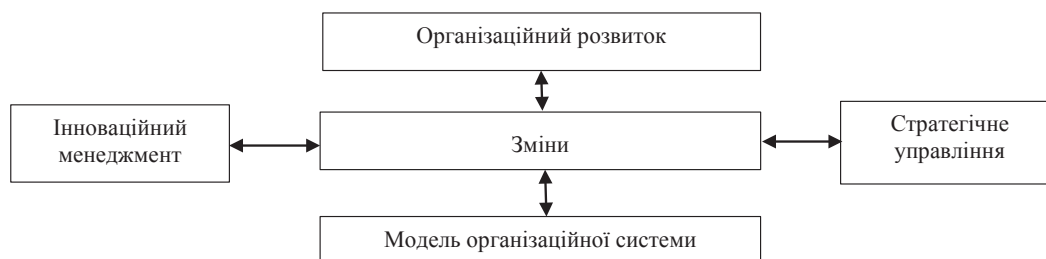 Організаційний розвиток
Інноваційний
менеджмент
Зміни
Стратегічне
управління
Модель організаційної системи